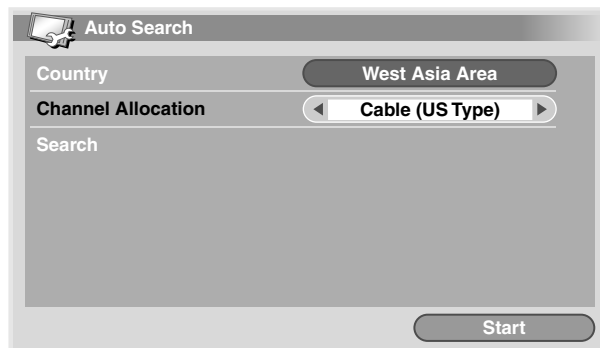 Auto Search
Country West Asia Area
Channel Allocation Cable (US Type)
Search
Start